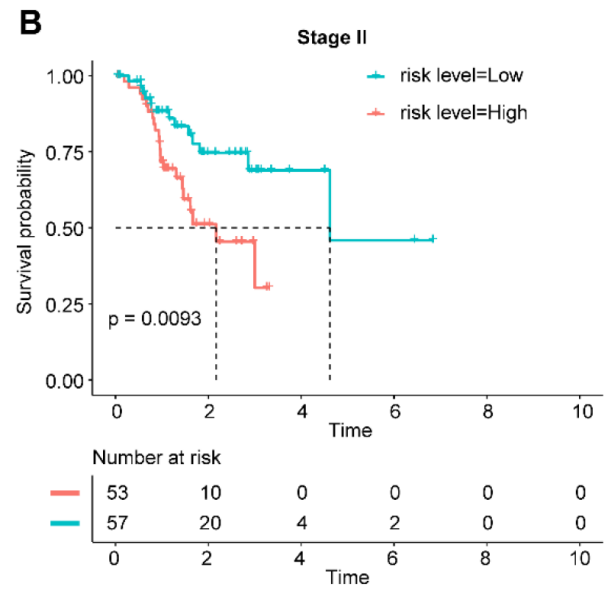 B
Stage II
risk level=Low
risk level=High
Survival probability
1.00
0.75
0.50
0.25
0.00
p = 0.0093
0 2 4 6 8 10
Time
Number at risk
53 10 0 0 0 0
57 20 4 2 0 0
0 2 4 6 8 10
Time